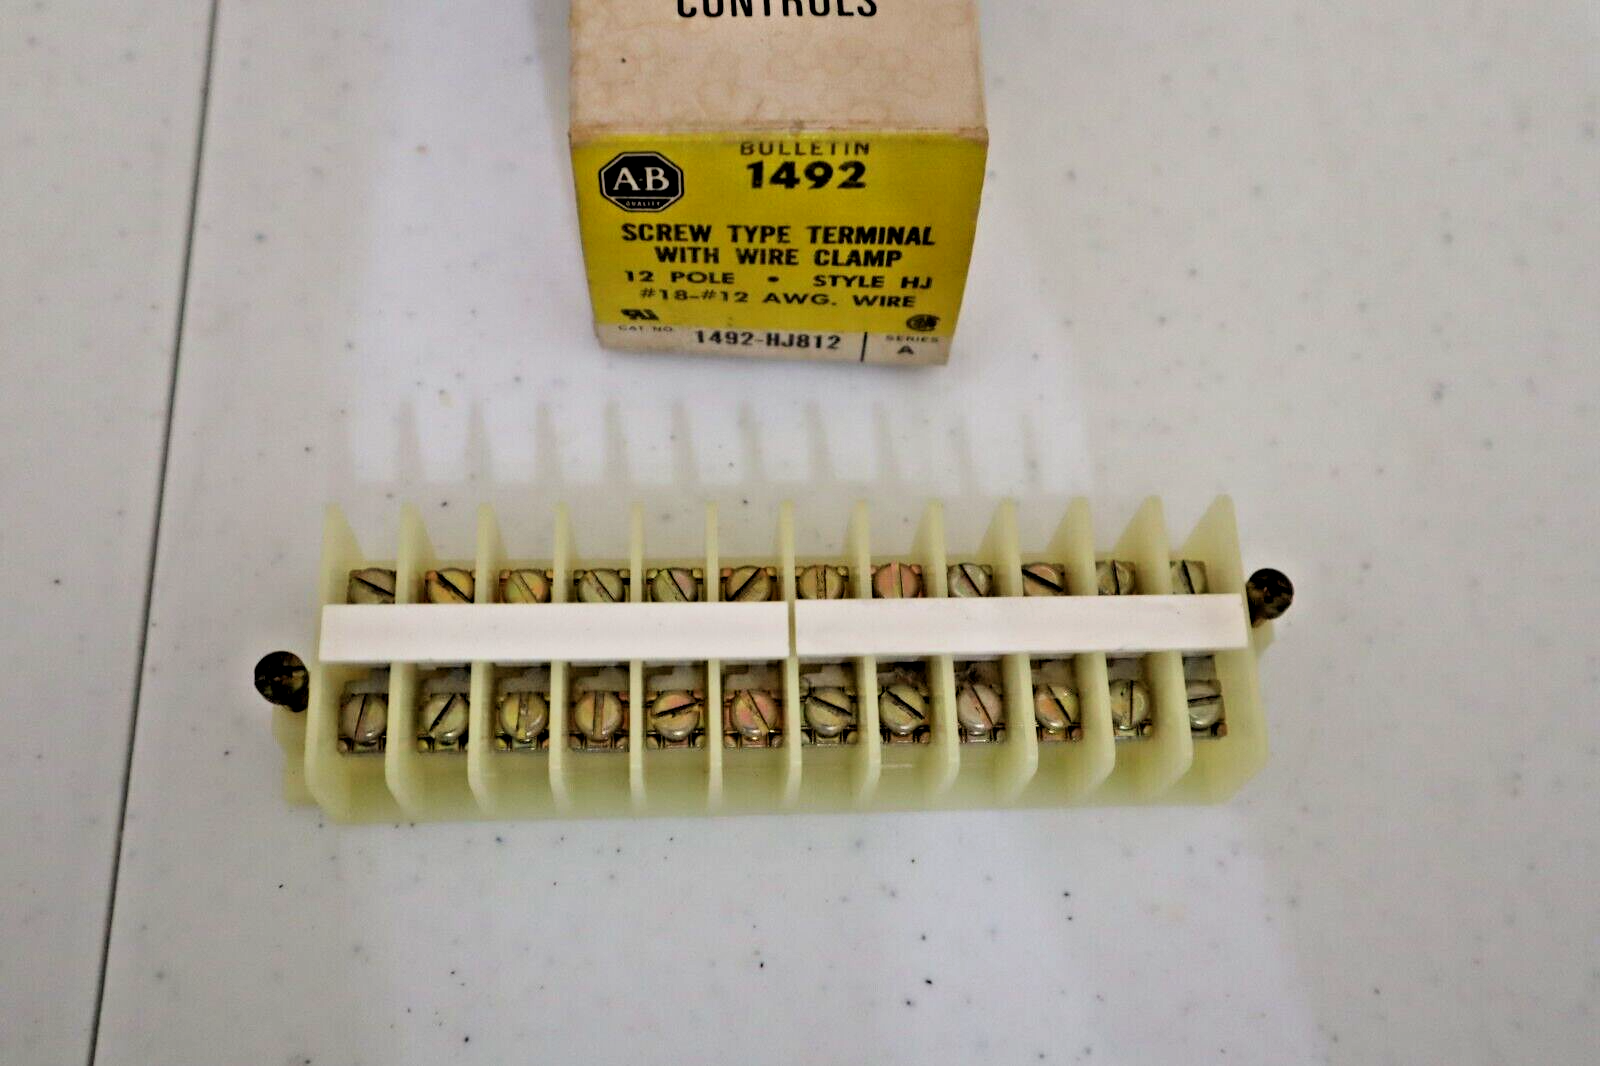 CONTROLS
BULLETIN
1492
A-B
QUALITY
SCREW TYPE TERMINAL
WITH WIRE CLAMP
12 POLE • STYLE HJ
#18-#12 AWG. WIRE
CAT NO. 1492-HJ812
SERIES
A